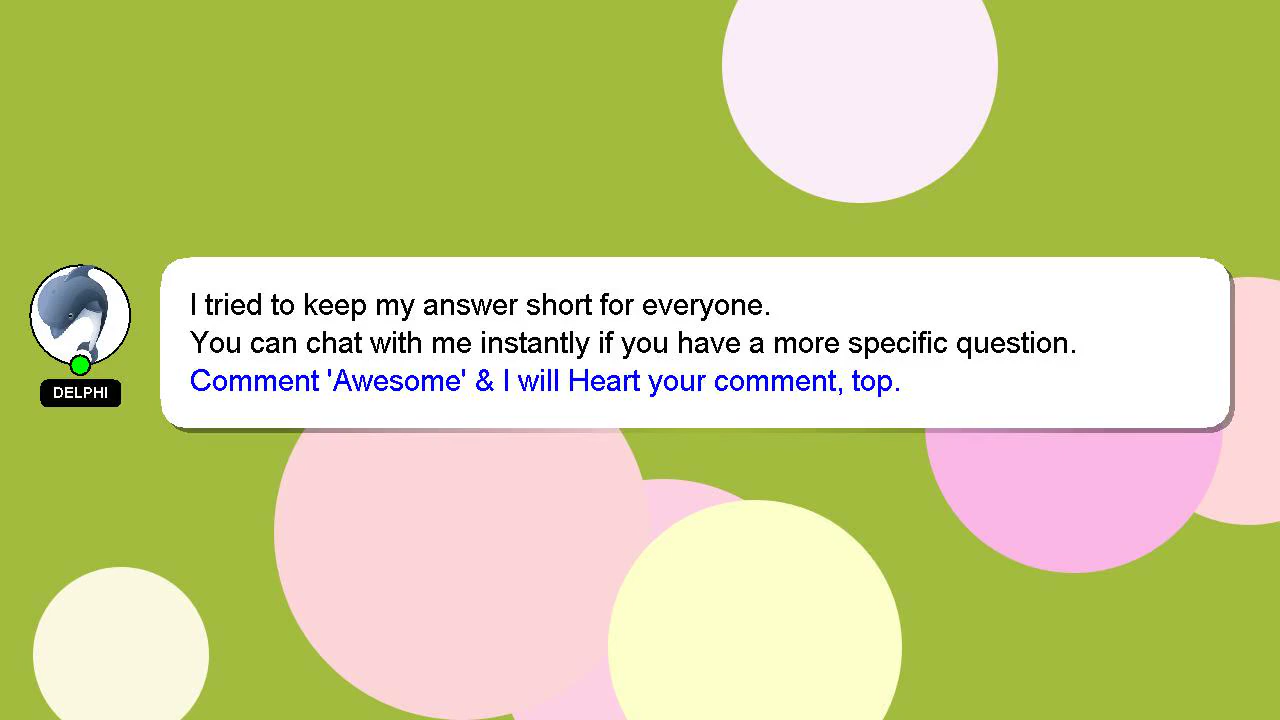 I tried to keep my answer short for everyone.
You can chat with me instantly if you have a more specific question.
Comment 'Awesome' & I will Heart your comment, top.
DELPHI